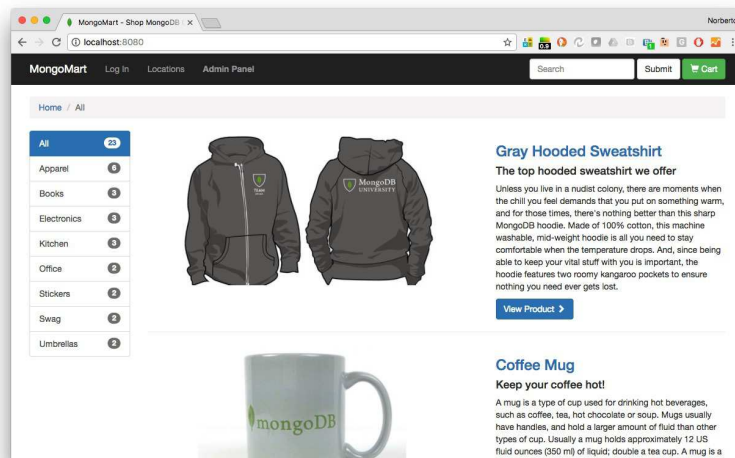 MongoMart - Shop MongoDB
Norberto
localhost:8080
0.9
MongoMart Log In Locations Admin Panel Search Submit Cart
Home / All
All 23
Apparel 6
Books 3
Electronics 3
Kitchen 3
Office 2
Stickers 2
Swag 2
Umbrellas 2
MongoDB
UNIVERSITY
Gray Hooded Sweatshirt
The top hooded sweatshirt we offer
Unless you live in a nudist colony, there are moments when
the chill you feel demands that you put on something warm,
and for those times, there's nothing better than this sharp
MongoDB hoodie. Made of 100% cotton, this machine
washable, mid-weight hoodie is all you need to stay
comfortable when the temperature drops. And, since being
able to keep your vital stuff with you is important, the
hoodie features two roomy kangaroo pockets to ensure
nothing you need ever gets lost.
View Product
mongoDB
Coffee Mug
Keep your coffee hot!
A mug is a type of cup used for drinking hot beverages,
such as coffee, tea, hot chocolate or soup. Mugs usually
have handles, and hold a larger amount of fluid than other
types of cup. Usually a mug holds approximately 12 US
fluid ounces (350 ml) of liquid; double a tea cup. A mug is a